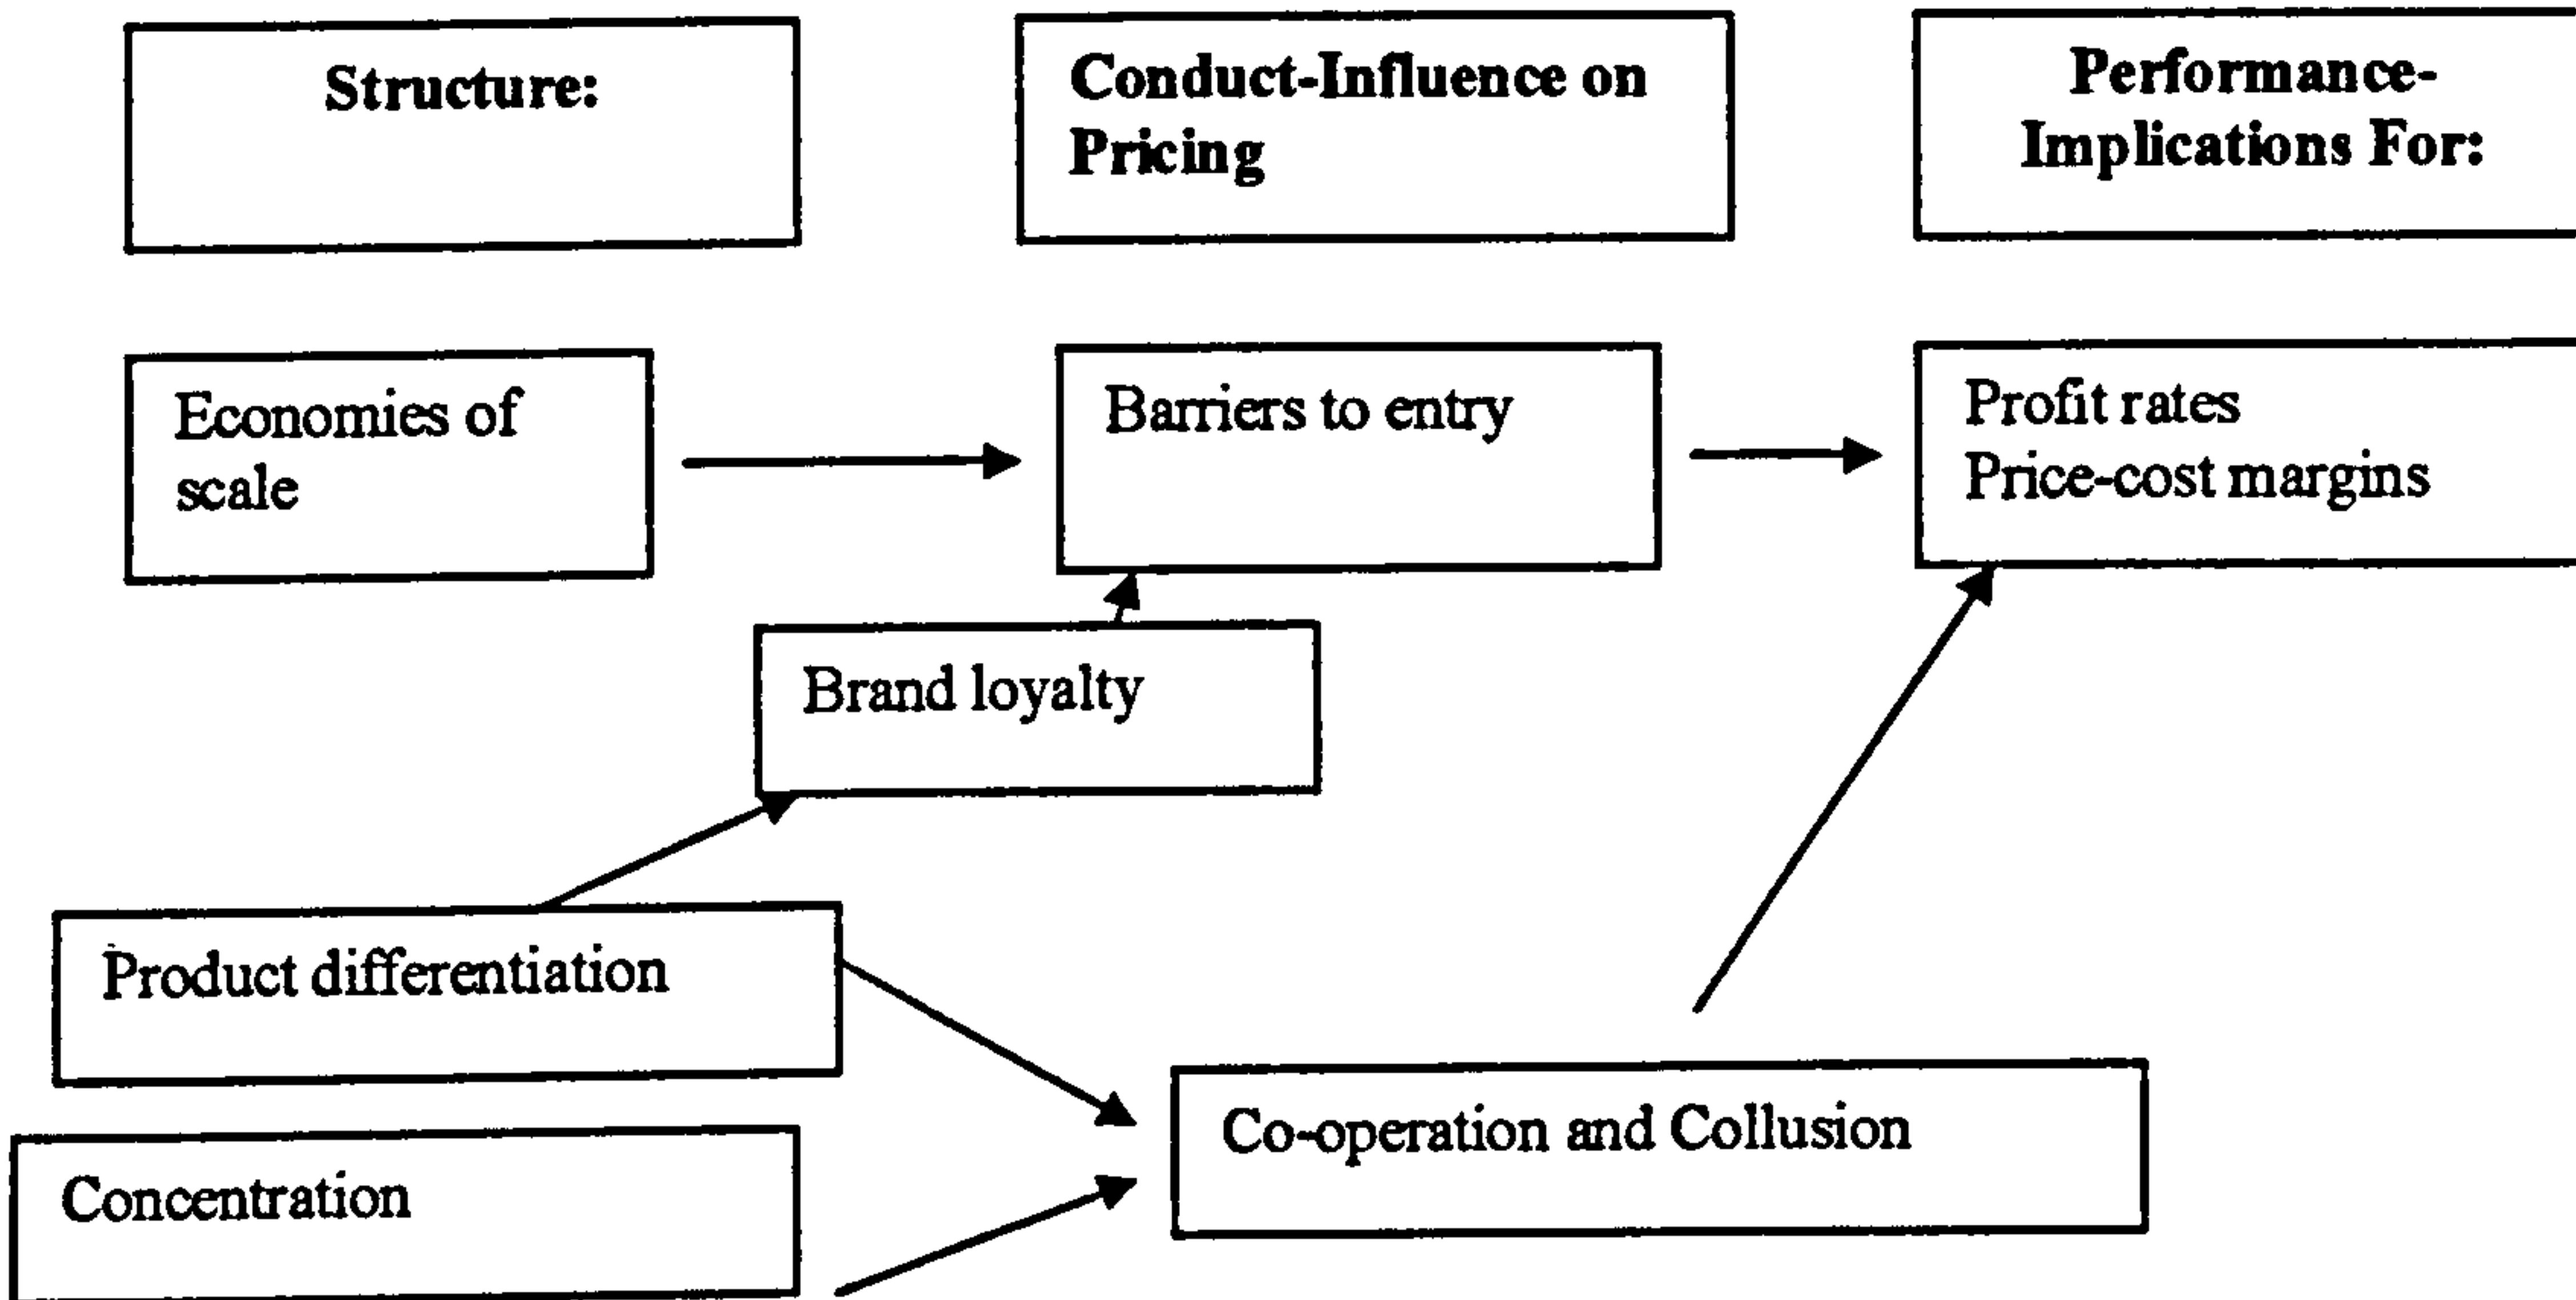 Structure:
Conduct-Influence on
Pricing
Performance-
Implications For:
Economies of
scale
Barriers to entry
Profit rates
Price-cost margins
Brand loyalty
Product differentiation
Co-operation and Collusion
Concentration